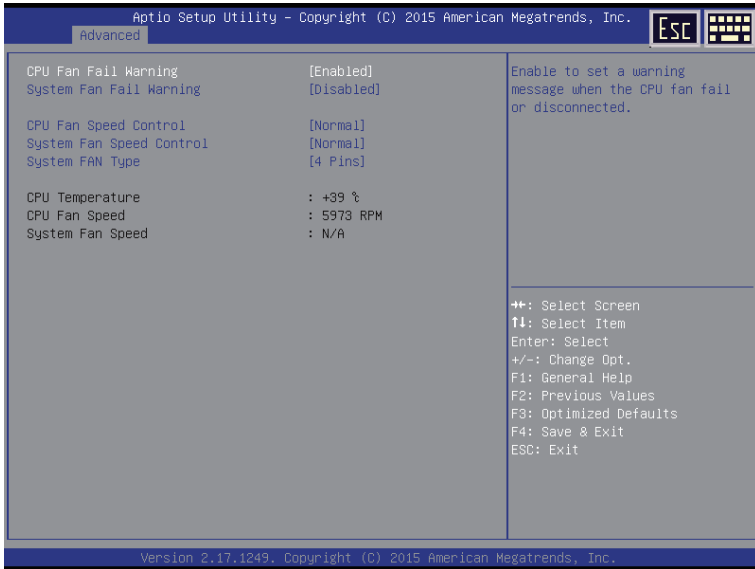 Aptio Setup Utility – Copyright (C) 2015 American Megatrends, Inc.
Esc
Advanced
CPU Fan Fail Warning [Enabled]
System Fan Fail Warning [Disabled]
CPU Fan Speed Control [Normal]
System Fan Speed Control [Normal]
System FAN Type [4 Pins]
CPU Temperature : +39 ℃
CPU Fan Speed : 5973 RPM
System Fan Speed : N/A
Enable to set a warning
message when the CPU fan fail
or disconnected.
→←: Select Screen
↑↓: Select Item
Enter: Select
+/-: Change Opt.
F1: General Help
F2: Previous Values
F3: Optimized Defaults
F4: Save & Exit
ESC: Exit
Version 2.17.1249. Copyright (C) 2015 American Megatrends, Inc.